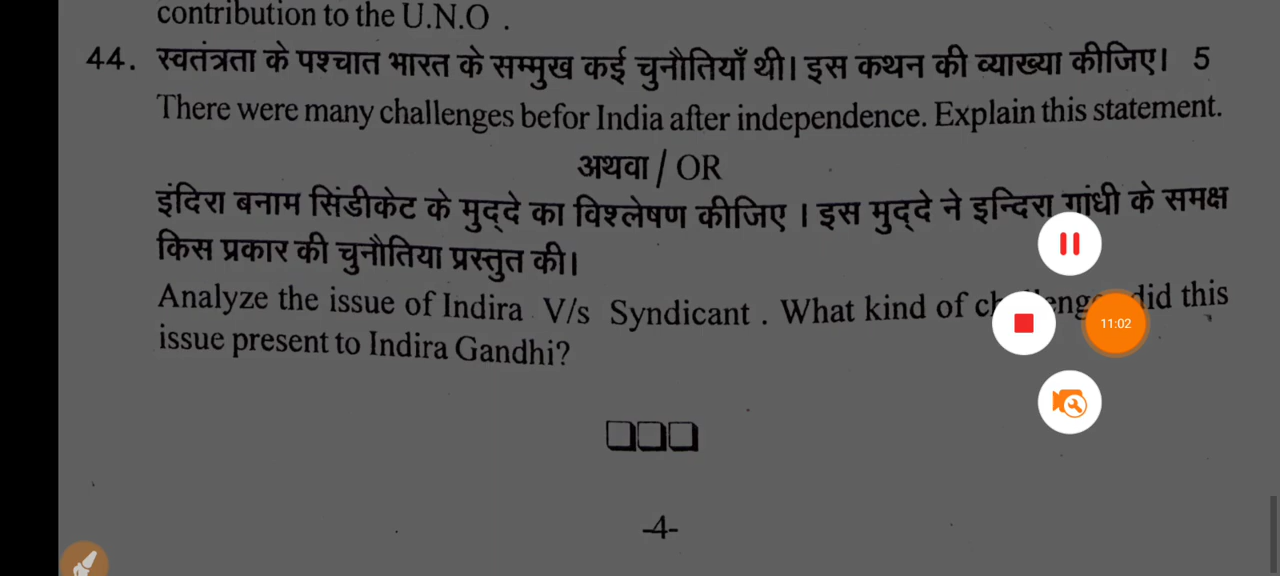 contribution to the U.N.O .
44. स्वतंत्रता के पश्चात भारत के सम्मुख कई चुनौतियाँ थी। इस कथन की व्याख्या कीजिए। 5
There were many challenges befor India after independence. Explain this statement.
अथवा / OR
इंदिरा बनाम सिंडीकेट के मुद्दे का विश्लेषण कीजिए । इस मुद्दे ने इन्दिरा गांधी के समक्ष
किस प्रकार की चुनौतिया प्रस्तुत की।
Analyze the issue of Indira V/s Syndicant . What kind of did this
issue present to Indira Gandhi?
11:02
-4-